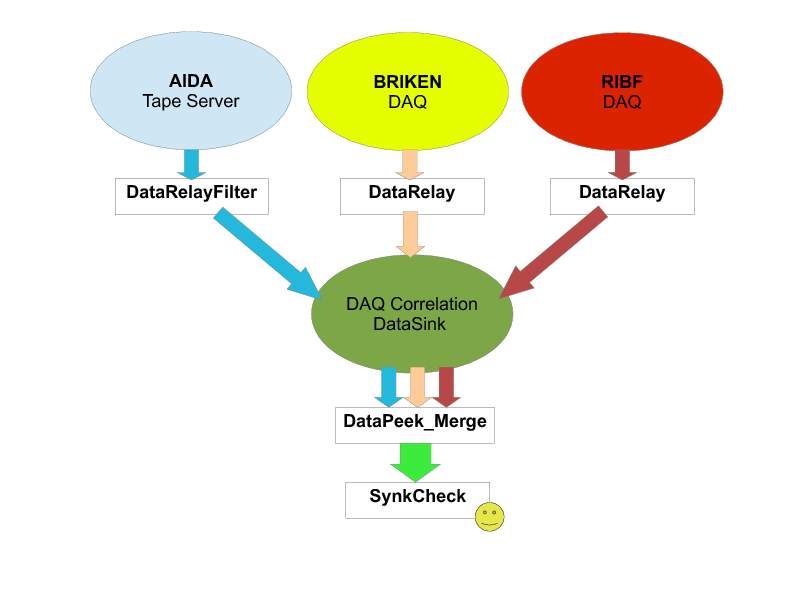 AIDA
Tape Server
BRIKEN
DAQ
RIBF
DAQ
DataRelayFilter
DataRelay
DataRelay
DAQ Correlation
DataSink
DataPeek_Merge
SynkCheck